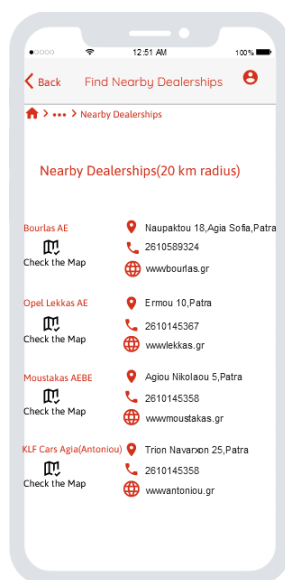 12:51 AM
100%
Back
Find Nearby Dealerships
> ••• > Nearby Dealerships
Nearby Dealerships(20 km radius)
Bourlas AE
Naupaktou 18,Agia Sofia,Patra
2610589324
Check the Map
wwwbourlas.gr
Opel Lekkas AE
Ermou 10,Patra
2610145367
Check the Map
wwwlekkas.gr
Moustakas AEBE
Agiou Nikolaou 5,Patra
2610145358
Check the Map
wwwmoustakas.gr
KLF Cars Agia(Antoniou)
Trion Navarxon 25,Patra
2610145358
Check the Map
wwwantoniou.gr